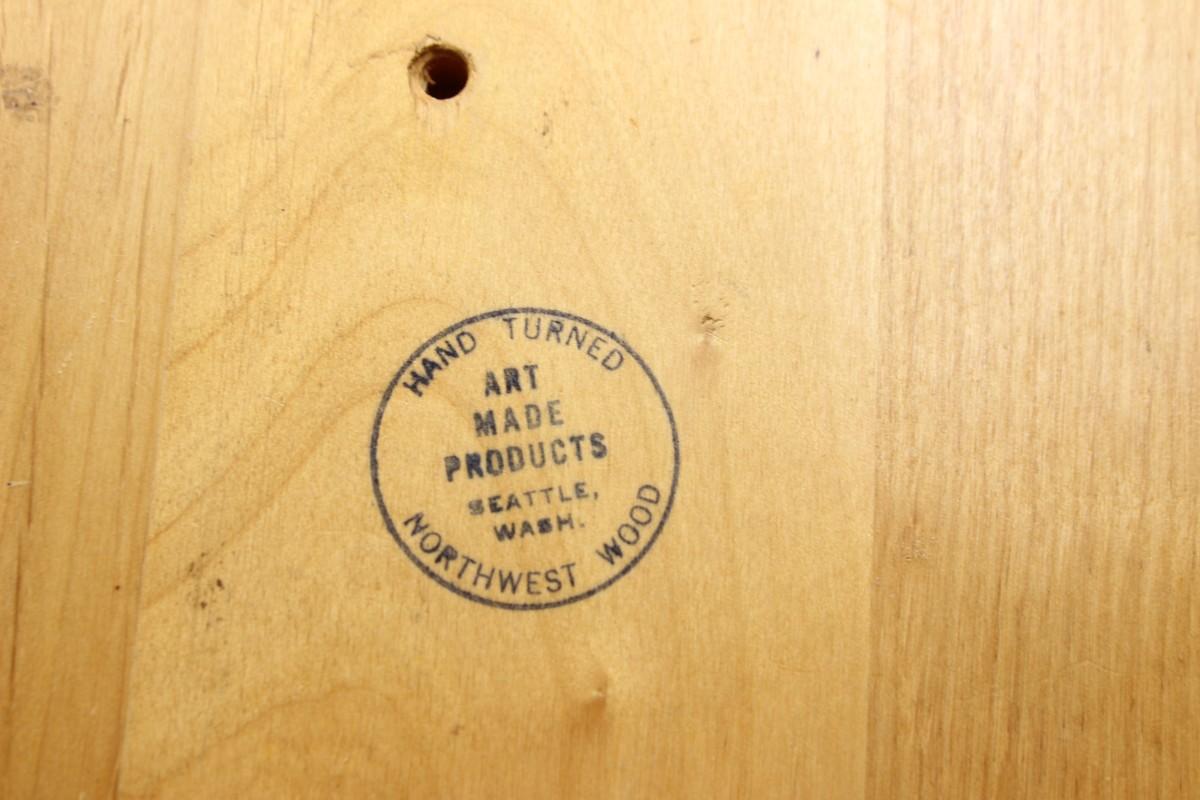 HAND TURNED
ART
MADE
PRODUCTS
SEATTLE,
WASH.
NORTHWEST WOOD